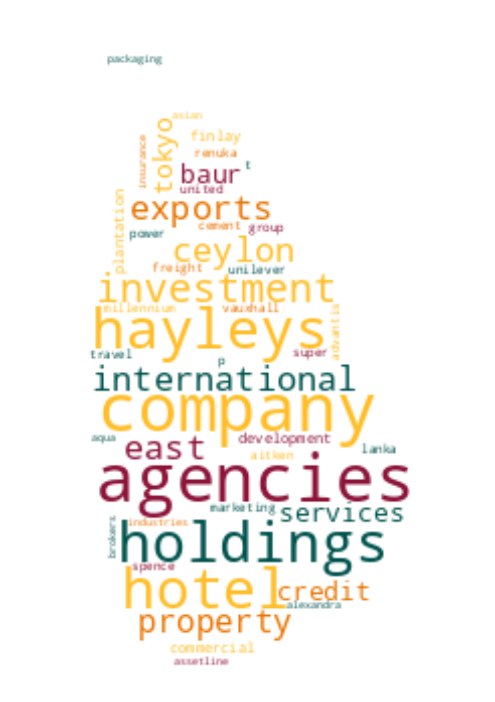 packaging
asian
tokyo
finlay
insurance
renuka
t
baur
united
plantation
exports
cement
group
power
ceylon
freight
unilever
investment
millennium
vauxhall
advantis
hayleys
travel
super
p
international
company
aqua
development
east
lanka
aitken
agencies
marketing
services
brokers
industries
holdings
spence
hotel
credit
alexandra
property
commercial
assetline